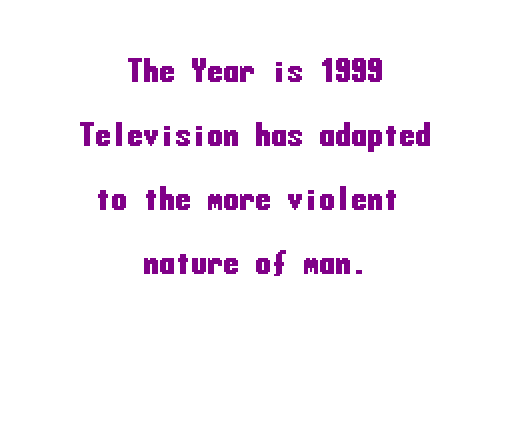 The Year is 1999
Television has adapted
to the more violent
nature of man.